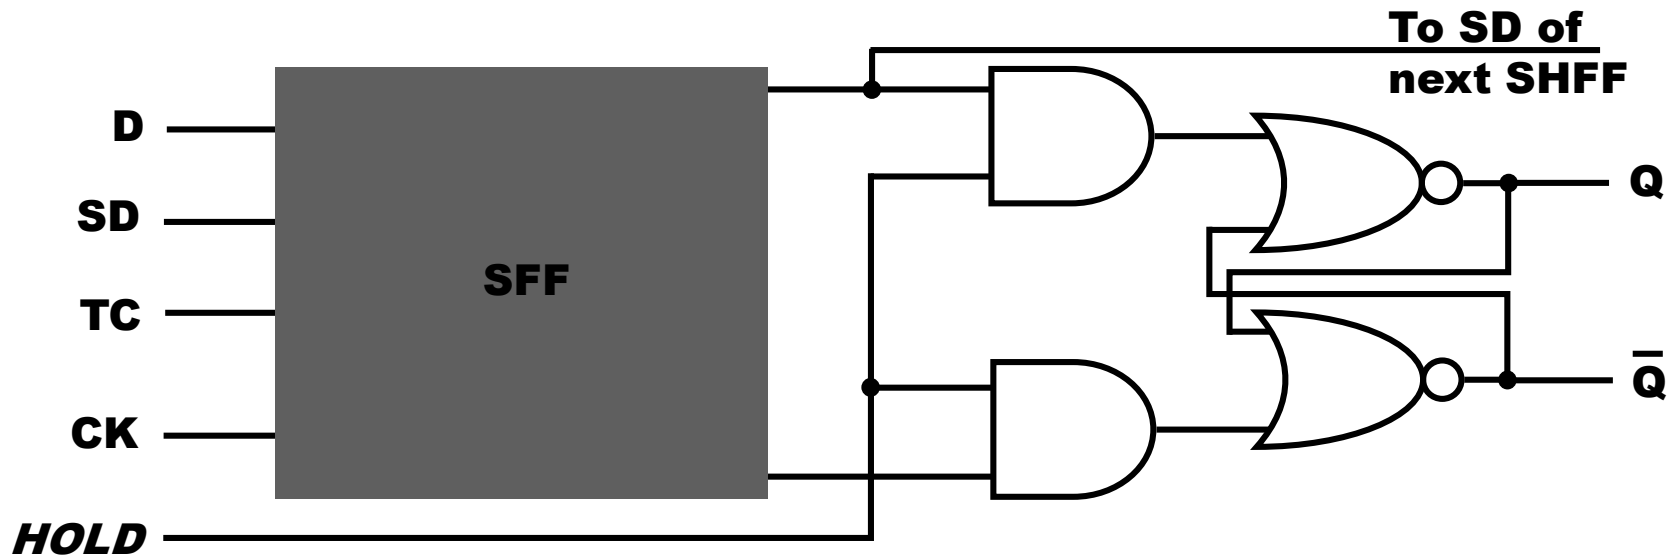 To SD of
next SHFF
D
SD
TC
CK
HOLD
SFF
Q
Q̅